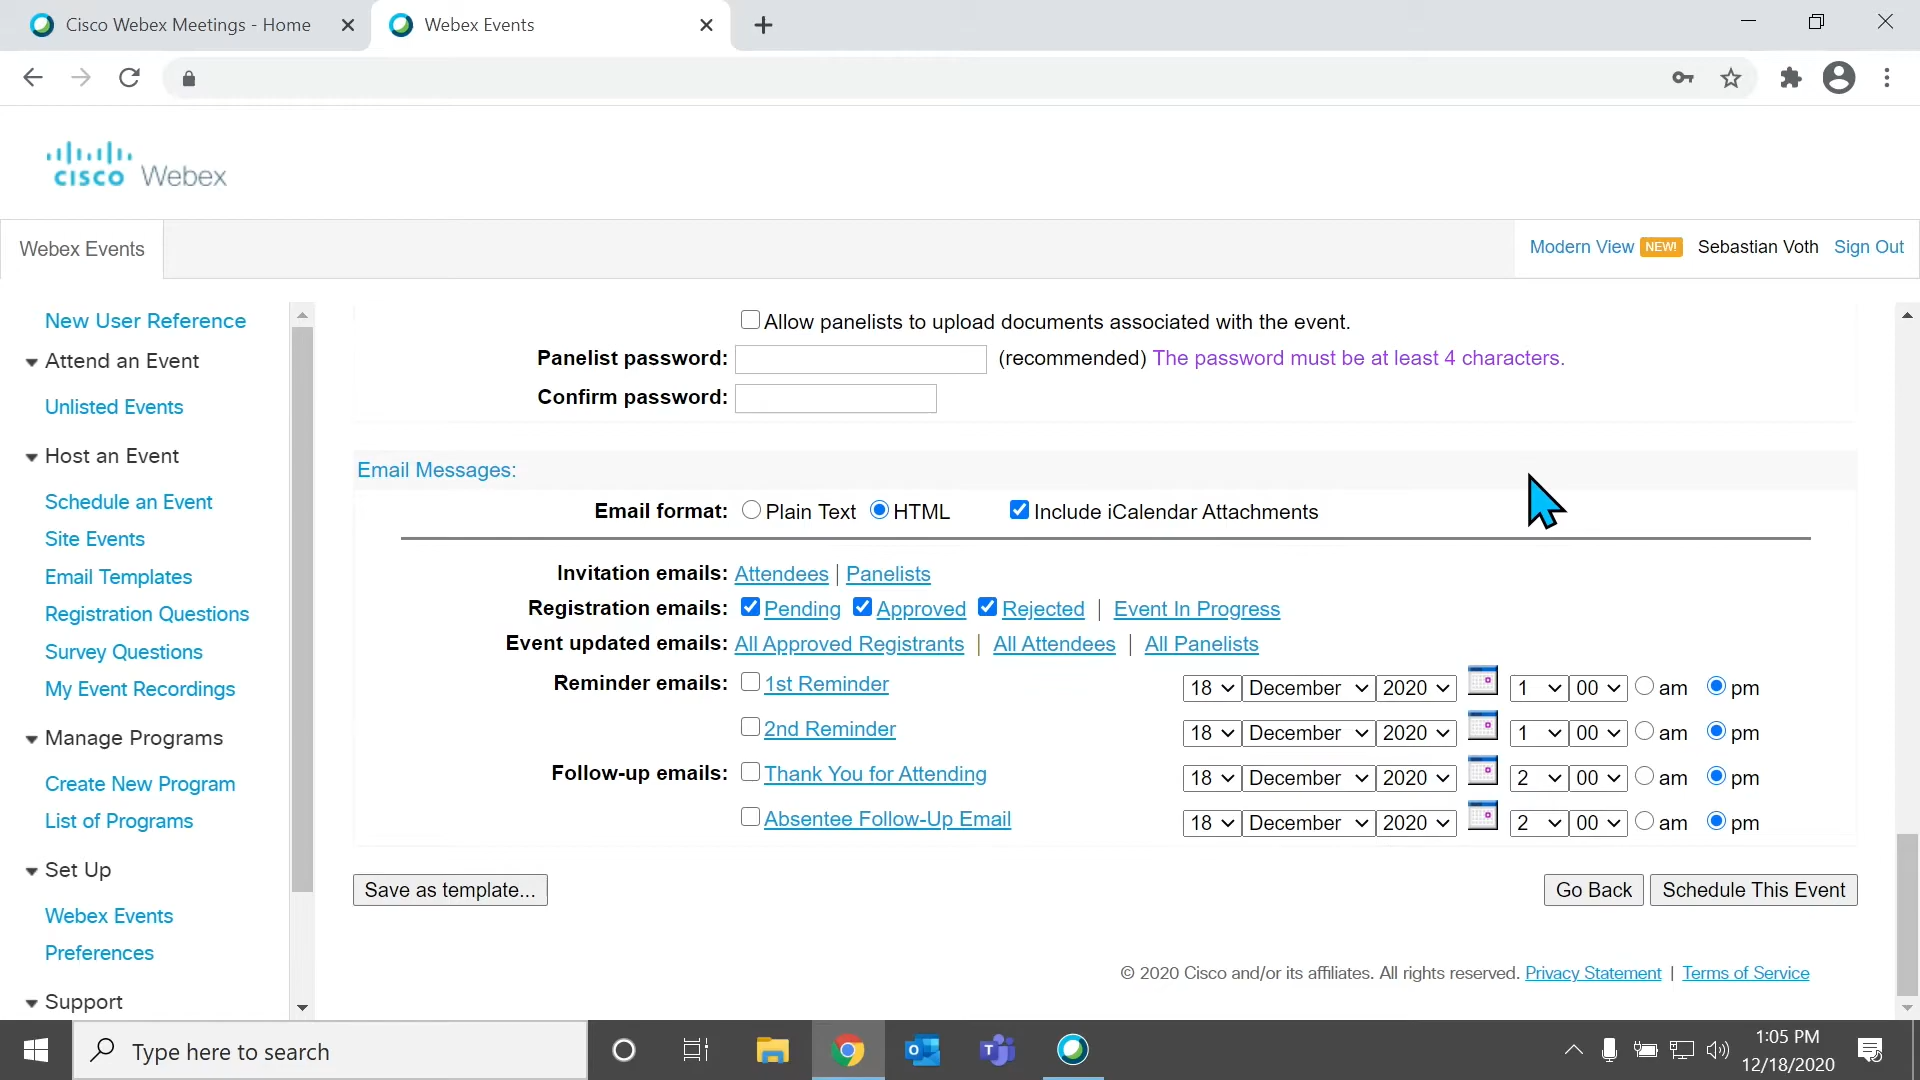 Cisco Webex Meetings - Home
Webex Events
CISCO Webex
Webex Events
Modern View NEW! Sebastian Voth Sign Out
New User Reference
Attend an Event
Unlisted Events
Host an Event
Schedule an Event
Site Events
Email Templates
Registration Questions
Survey Questions
My Event Recordings
Manage Programs
Create New Program
List of Programs
Set Up
Webex Events
Preferences
Support
Allow panelists to upload documents associated with the event.
Panelist password: (recommended) The password must be at least 4 characters.
Confirm password:
Email Messages:
Email format: Plain Text HTML Include iCalendar Attachments
Invitation emails: Attendees | Panelists
Registration emails: Pending Approved Rejected | Event In Progress
Event updated emails: All Approved Registrants | All Attendees | All Panelists
Reminder emails: 1st Reminder 18 December 2020 1 00 am pm
2nd Reminder 18 December 2020 1 00 am pm
Follow-up emails: Thank You for Attending 18 December 2020 2 00 am pm
Absentee Follow-Up Email 18 December 2020 2 00 am pm
Save as template... Go Back Schedule This Event
© 2020 Cisco and/or its affiliates. All rights reserved. Privacy Statement | Terms of Service
Type here to search
1:05 PM
12/18/2020